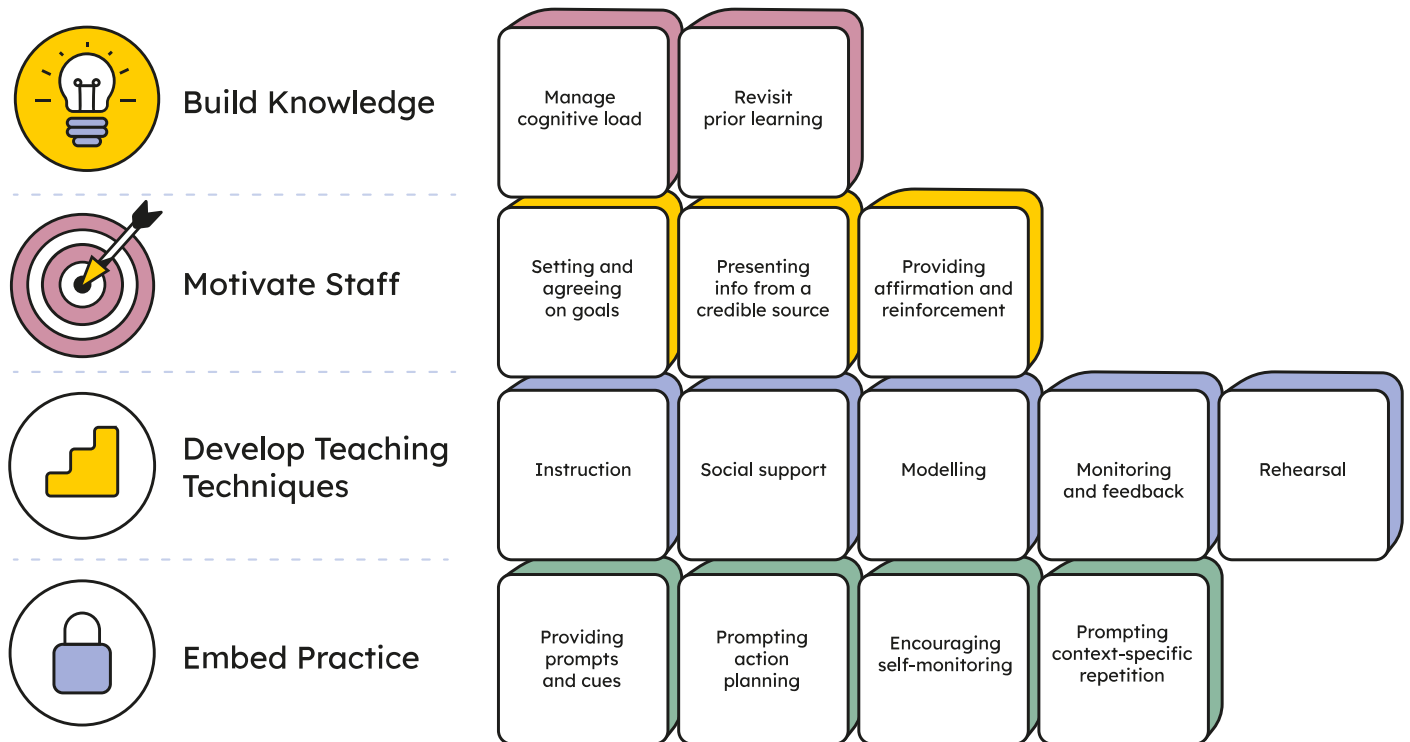 Build Knowledge
Manage
cognitive load
Revisit
prior learning
Motivate Staff
Setting and
agreeing
on goals
Presenting
info from a
credible source
Providing
affirmation and
reinforcement
Develop Teaching
Techniques
Instruction
Social support
Modelling
Monitoring
and feedback
Rehearsal
Embed Practice
Providing
prompts
and cues
Prompting
action
planning
Encouraging
self-monitoring
Prompting
context-specific
repetition